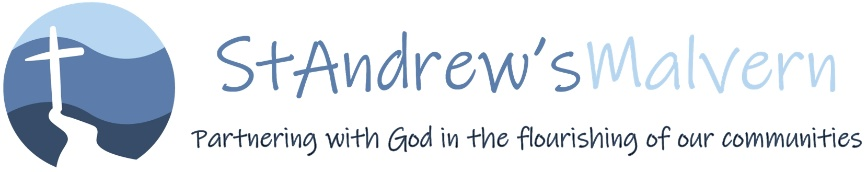 StAndrew'sMalvern
Partnering with God in the flourishing of our communities